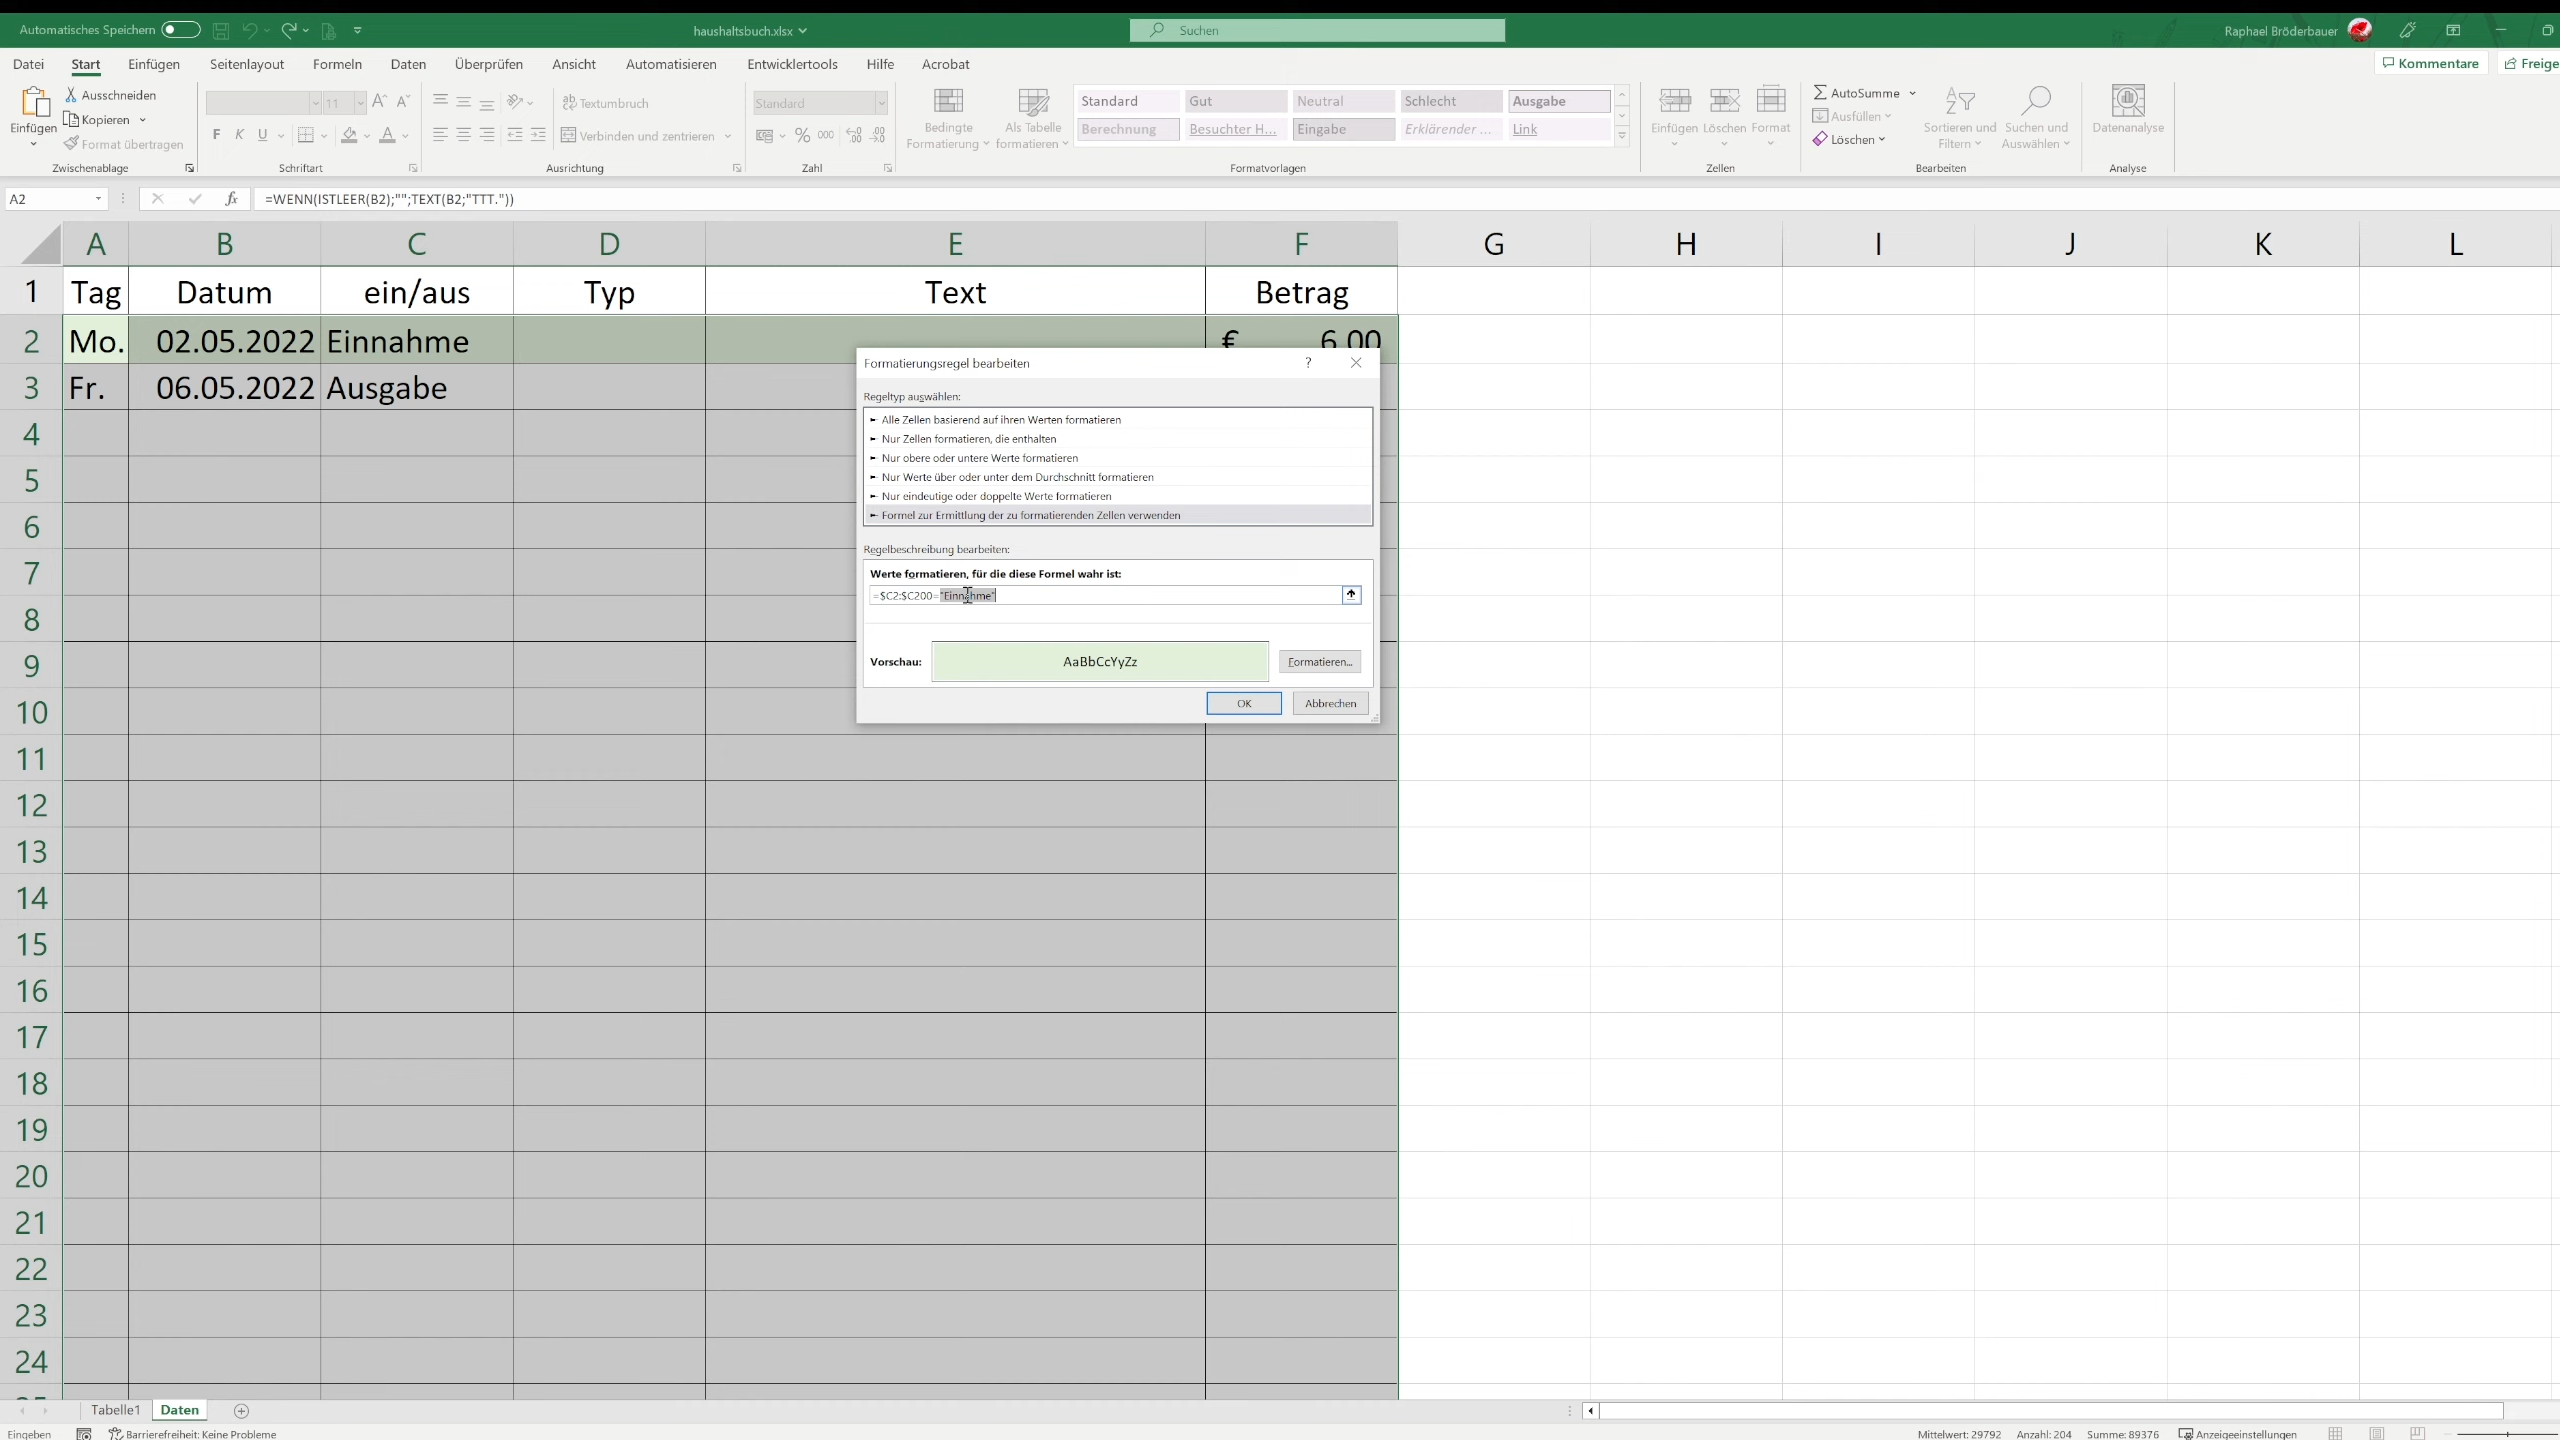 Automatisches Speichern
haushaltsbuch.xlsx
Suchen
Raphael Bröderbauer
Datei Start Einfügen Seitenlayout Formeln Daten Überprüfen Ansicht Automatisieren Entwicklertools Hilfe Acrobat
Kommentare Freige
Einfügen
Ausschneiden
Kopieren
Format übertragen
Zwischenablage
11
F K U
Schriftart
Textumbruch
Verbinden und zentrieren
Ausrichtung
Standard
% 000
Zahl
Bedingte
Formatierung
Als Tabelle
formatieren
Standard Gut Neutral Schlecht Ausgabe
Berechnung Besuchter H... Eingabe Erklärender ... Link
Formatvorlagen
Einfügen Löschen Format
Zellen
AutoSumme
Ausfüllen
Löschen
Sortieren und
Filtern
Suchen und
Auswählen
Bearbeiten
Datenanalyse
Analyse
A2 fx =WENN(ISTLEER(B2);"";TEXT(B2;"TTT."))
A B C D E F G H I J K L
1 Tag Datum ein/aus Typ Text Betrag
2 Mo. 02.05.2022 Einnahme € 6,00
3 Fr. 06.05.2022 Ausgabe
4
5
6
7
8
9
10
11
12
13
14
15
16
17
18
19
20
21
22
23
24
Formatierungsregel bearbeiten ?
Regeltyp auswählen:
Alle Zellen basierend auf ihren Werten formatieren
Nur Zellen formatieren, die enthalten
Nur obere oder untere Werte formatieren
Nur Werte über oder unter dem Durchschnitt formatieren
Nur eindeutige oder doppelte Werte formatieren
Formel zur Ermittlung der zu formatierenden Zellen verwenden
Regelbeschreibung bearbeiten:
Werte formatieren, für die diese Formel wahr ist:
=$C2:$C200="Einnahme"
Vorschau: AaBbCcYyZz Formatieren...
OK Abbrechen
Tabelle1 Daten
Eingeben Barrierefreiheit: Keine Probleme
Mittelwert: 29792 Anzahl: 204 Summe: 89376 Anzeigeeinstellungen